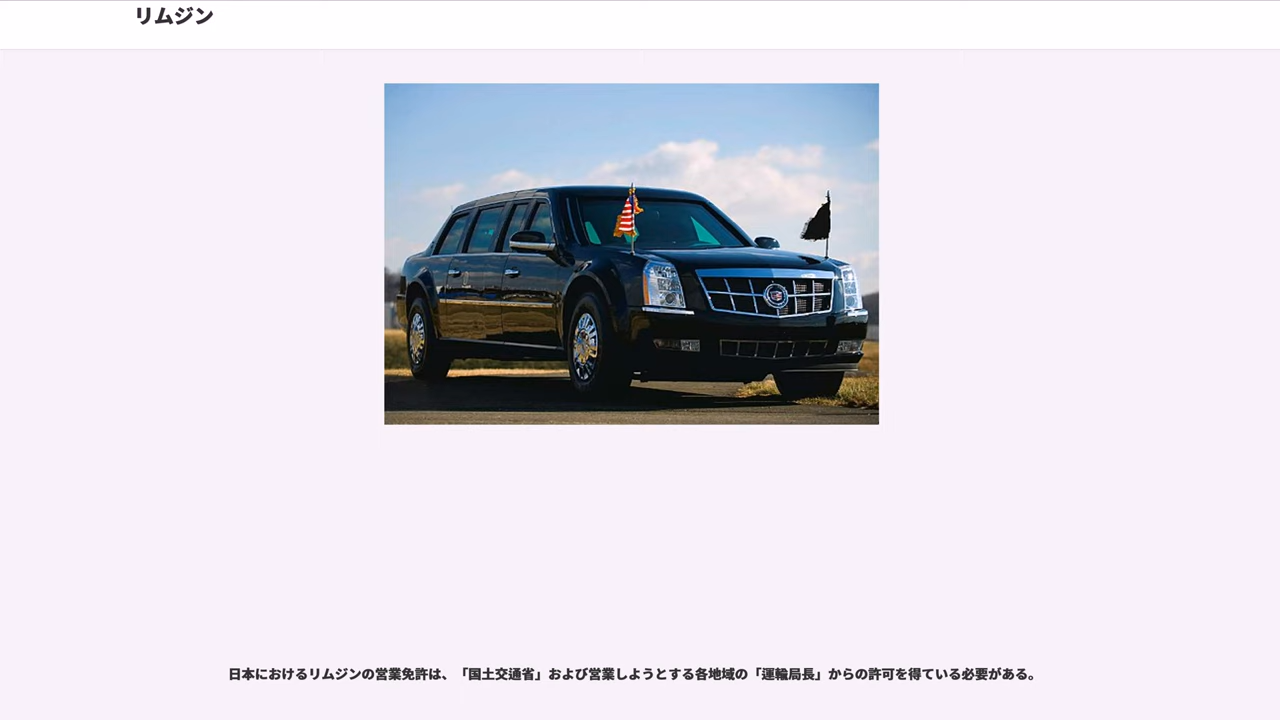 リムジン
日本におけるリムジンの営業免許は、「国土交通省」および営業しようとする各地域の「運輸局長」からの許可を得ている必要がある。